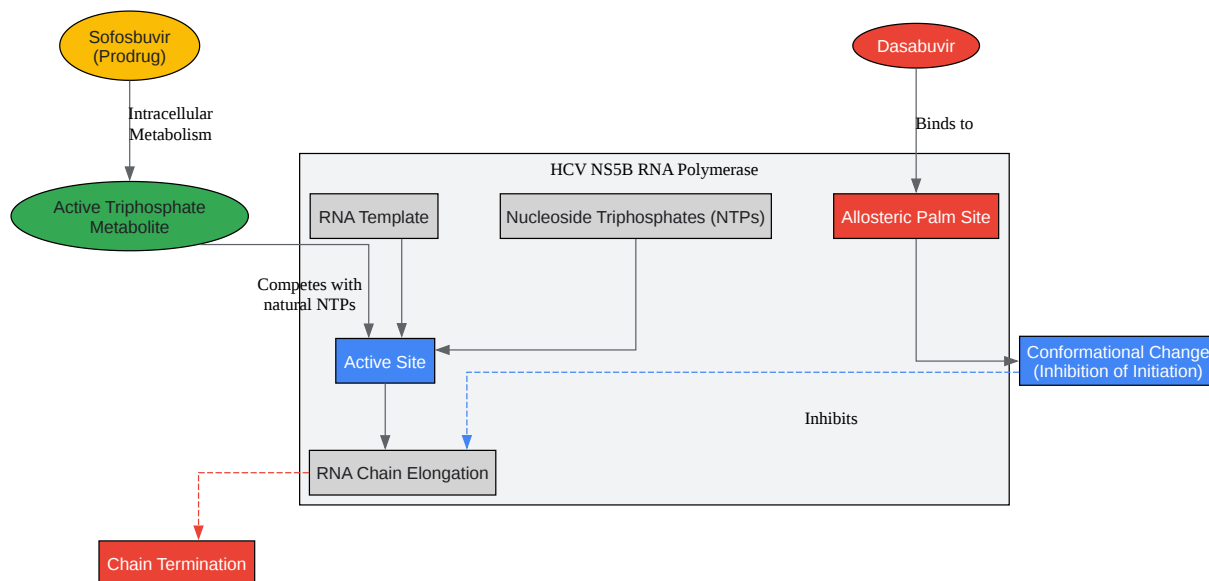 Sofosbuvir
(Prodrug)
Dasabuvir
Intracellular
Metabolism
Binds to
HCV NS5B RNA Polymerase
Active Triphosphate
Metabolite
RNA Template
Nucleoside Triphosphates (NTPs)
Allosteric Palm Site
Competes with
natural NTPs
Active Site
Conformational Change
(Inhibition of Initiation)
Inhibits
RNA Chain Elongation
Chain Termination